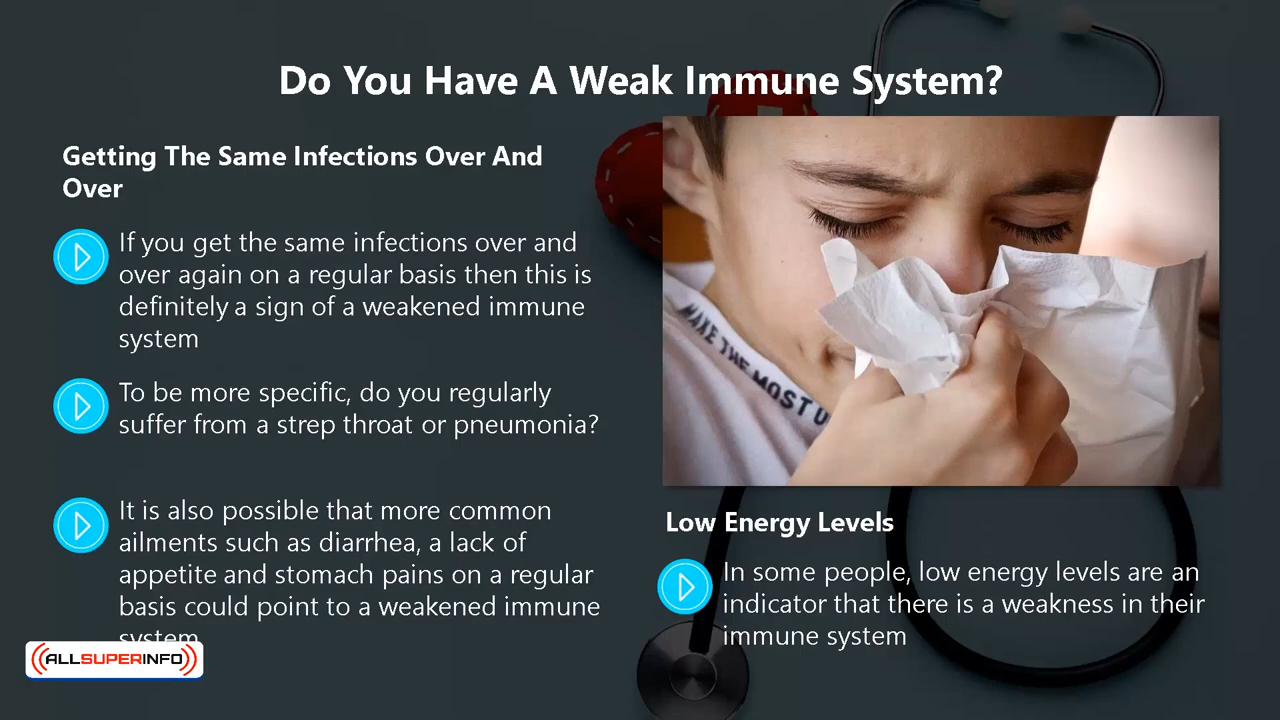 Do You Have A Weak Immune System?
Getting The Same Infections Over And
Over
If you get the same infections over and
over again on a regular basis then this is
definitely a sign of a weakened immune
system
To be more specific, do you regularly
suffer from a strep throat or pneumonia?
It is also possible that more common
ailments such as diarrhea, a lack of
appetite and stomach pains on a regular
basis could point to a weakened immune
system
ALLSUPERINFO
MAKE THE MOST
Low Energy Levels
In some people, low energy levels are an
indicator that there is a weakness in their
immune system